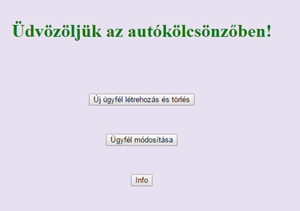 Üdvözöljük az autókölcsönzőben!
Új ügyfél létrehozás és törlés
Ügyfél módosítása
Info